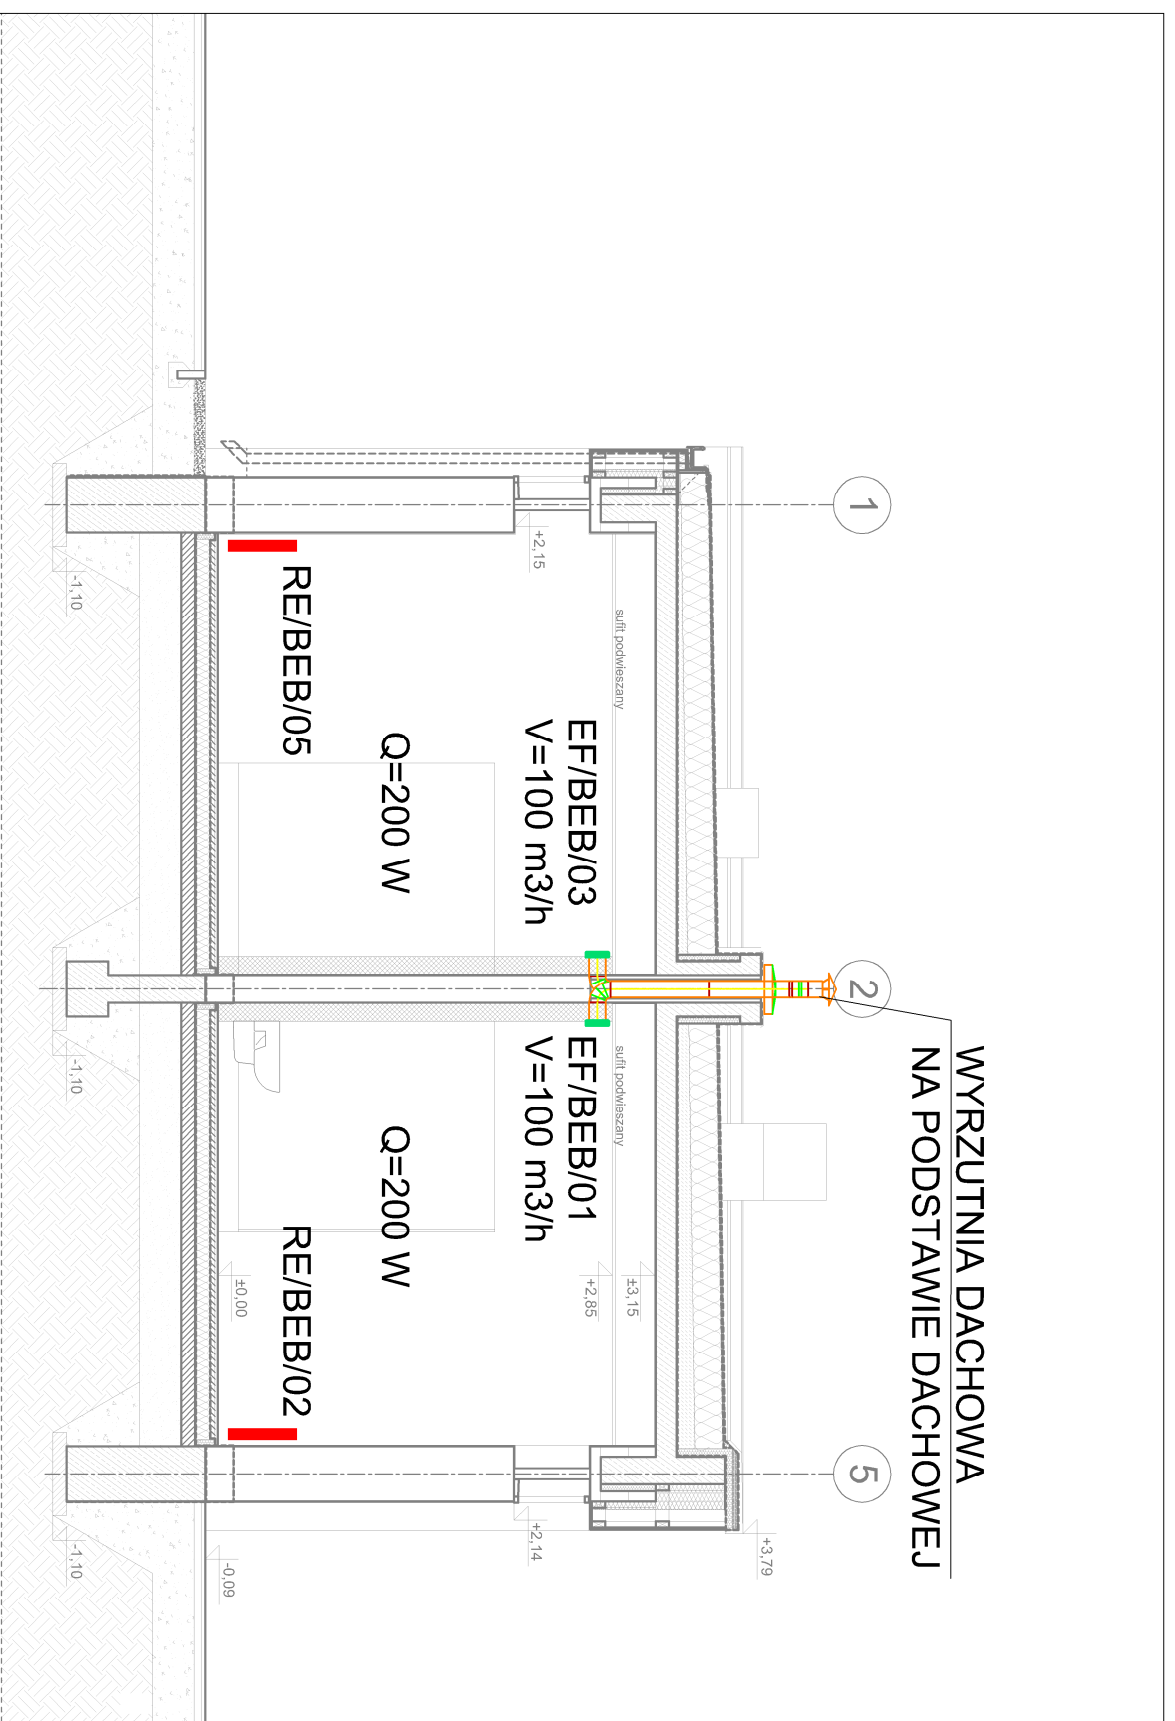 WYRZUTNIA DACHOWA
NA PODSTAWIE DACHOWEJ
1
2
5
+3,79
sufit podwieszany
sufit podwieszany
±3,15
+2,85
EF/BEB/03
V=100 m3/h
EF/BEB/01
V=100 m3/h
+2,15
+2,14
Q=200 W
Q=200 W
RE/BEB/05
RE/BEB/02
±0,00
-0,09
-1,10
-1,10
-1,10